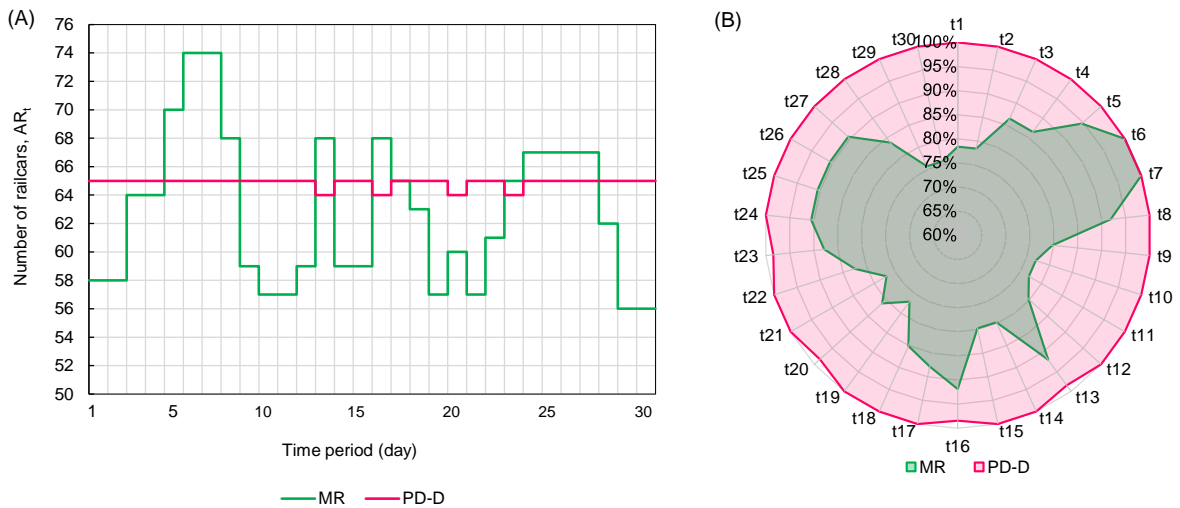 (A)
76
74
72
70
68
66
64
62
60
58
56
54
52
50
Number of railcars, ARt
1 5 10 15 20 25 30
Time period (day)
MR PD-D
(B)
t1
t2
t3
t4
t5
t6
t7
t8
t9
t10
t11
t12
t13
t14
t15
t16
t17
t18
t19
t20
t21
t22
t23
t24
t25
t26
t27
t28
t29
t30
100%
95%
90%
85%
80%
75%
70%
65%
60%
MR PD-D